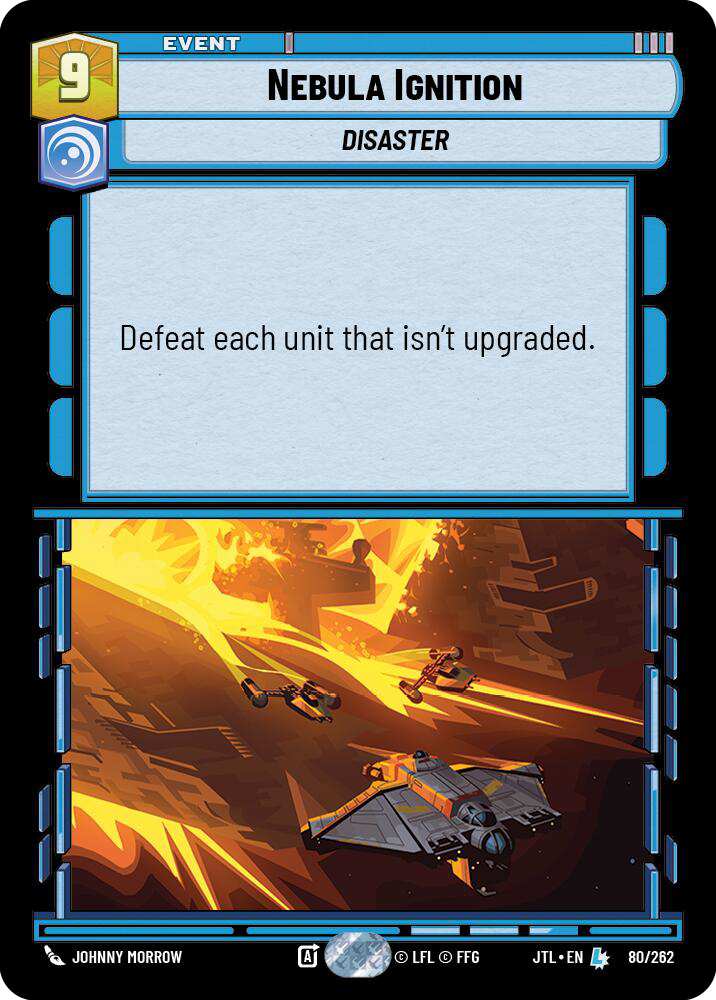 EVENT
9
NEBULA IGNITION
DISASTER
Defeat each unit that isn't upgraded.
JOHNNY MORROW
A
© LFL © FFG
JTL • EN
L
80/262